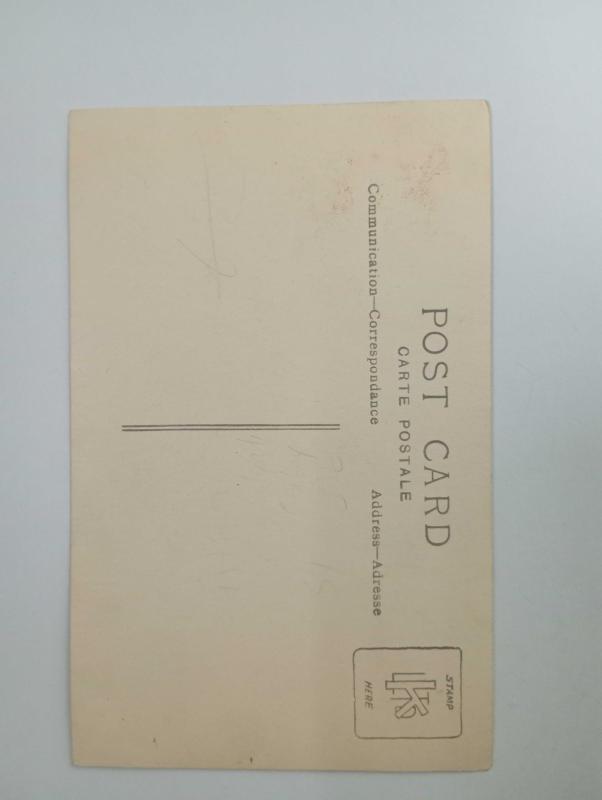 POST CARD
CARTE POSTALE
Communication—Correspondance
Address—Adresse
STAMP
HERE